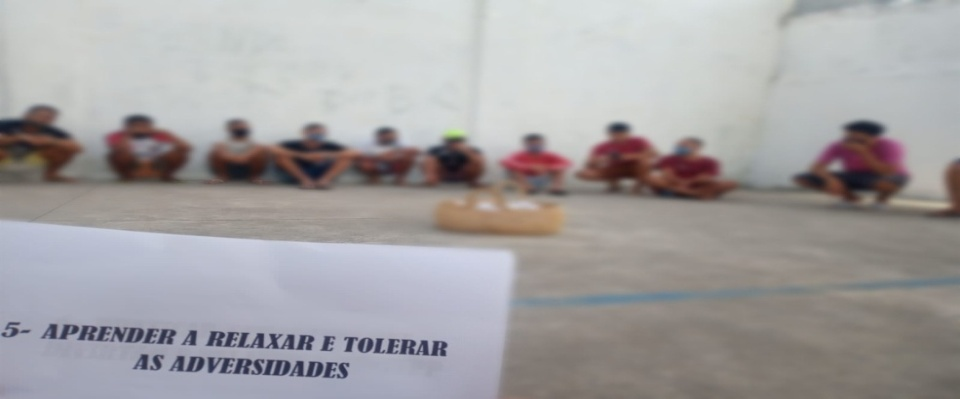 5- APRENDER A RELAXAR E TOLERAR
AS ADVERSIDADES